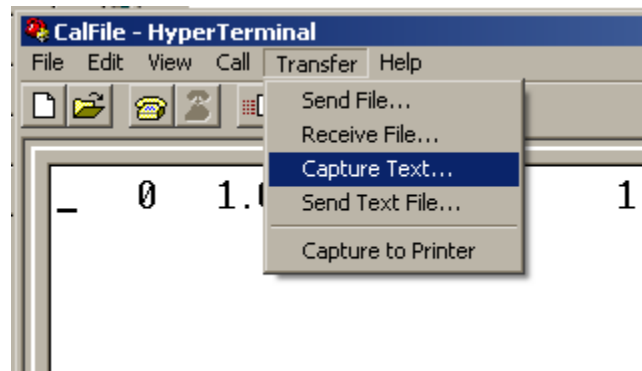 CalFile - HyperTerminal
File Edit View Call Transfer Help
Send File...
Receive File...
Capture Text...
Send Text File...
Capture to Printer
_ 0 1. 1